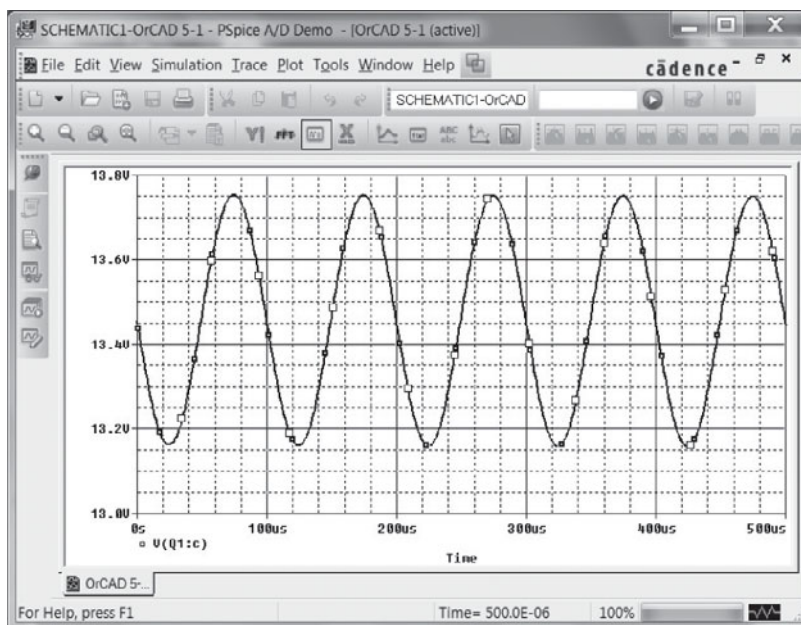 SCHEMATIC1-OrCAD 5-1 - PSpice A/D Demo - [OrCAD 5-1 (active)]
File Edit View Simulation Trace Plot Tools Window Help
cādence
SCHEMATIC1-OrCAD
13.8V
13.6V
13.4V
13.2V
13.0V
0s 100us 200us 300us 400us 500us
V(Q1:c)
Time
OrCAD 5-...
For Help, press F1 Time= 500.0E-06 100%